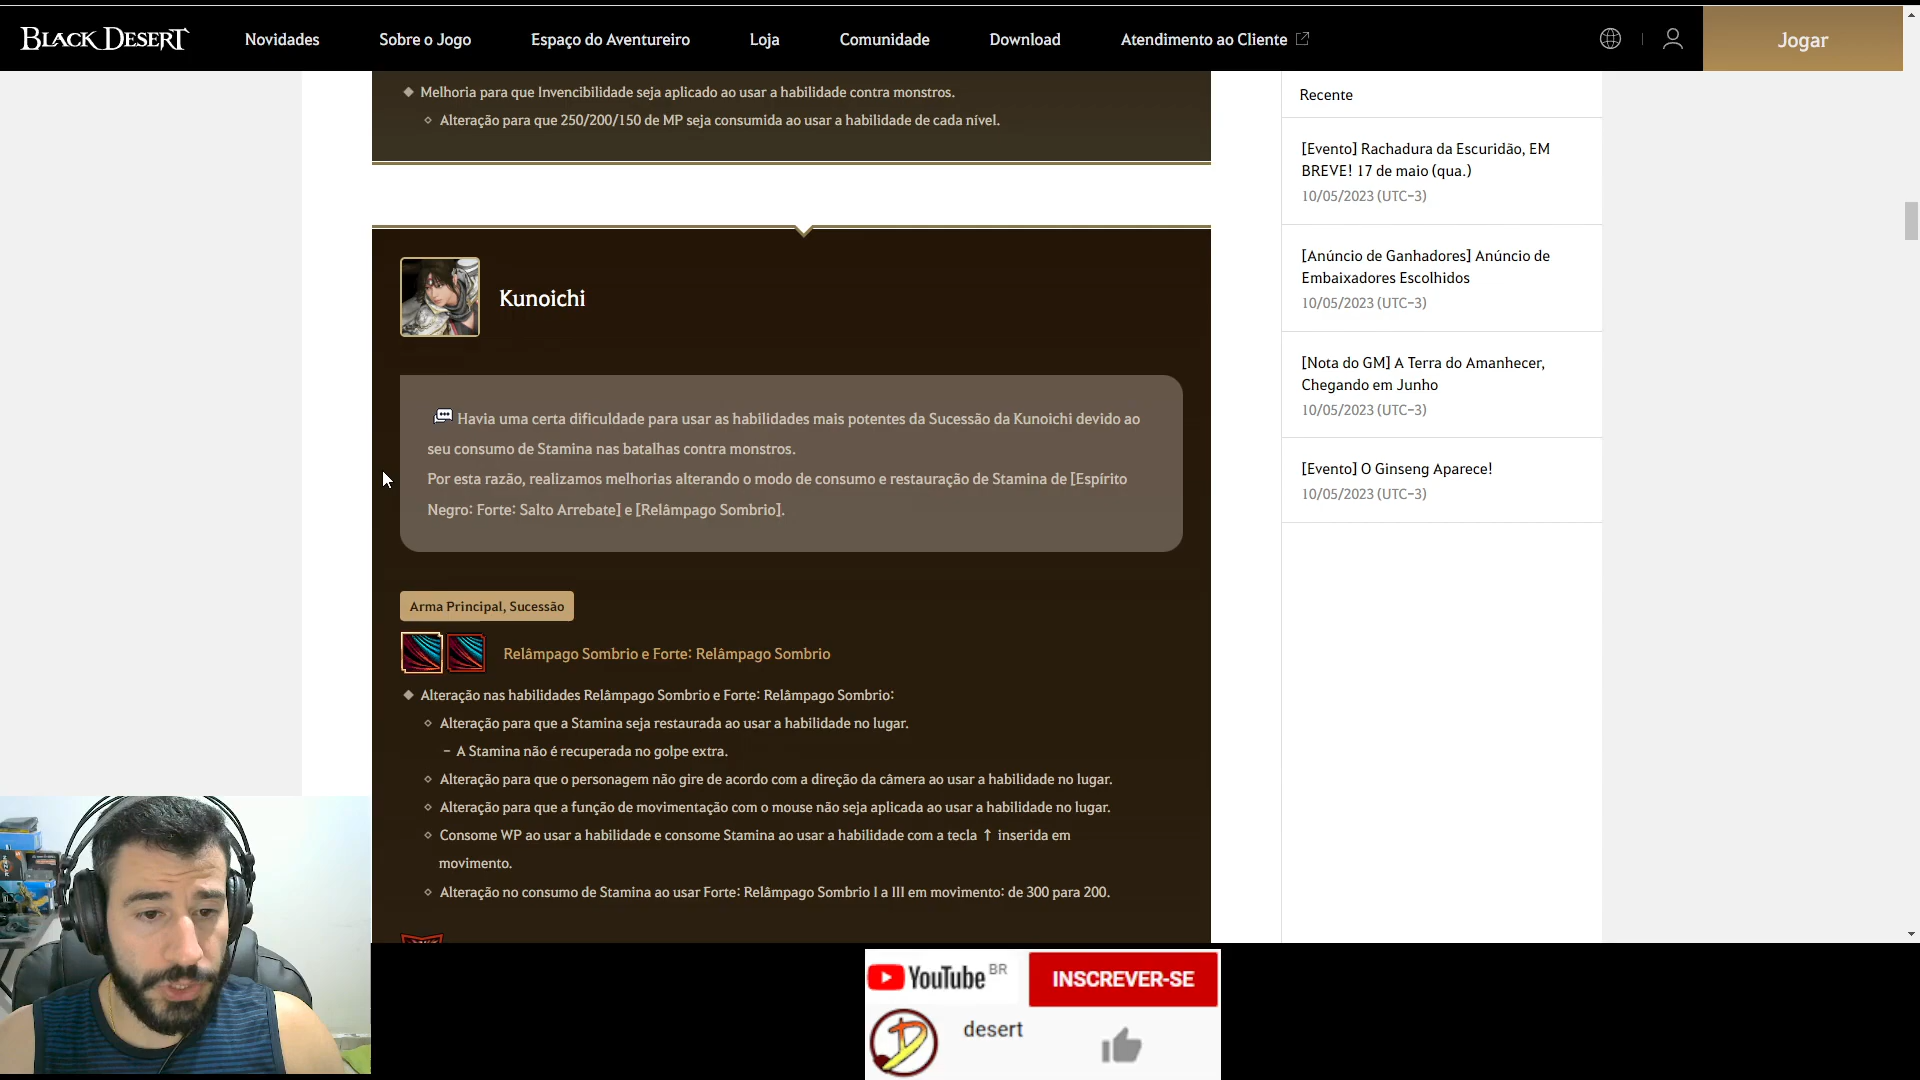 BLACK DESERT
Novidades
Sobre o Jogo
Espaço do Aventureiro
Loja
Comunidade
Download
Atendimento ao Cliente
Jogar
◆ Melhoria para que Invencibilidade seja aplicado ao usar a habilidade contra monstros.
◇ Alteração para que 250/200/150 de MP seja consumida ao usar a habilidade de cada nível.
Kunoichi
Havia uma certa dificuldade para usar as habilidades mais potentes da Sucessão da Kunoichi devido ao
seu consumo de Stamina nas batalhas contra monstros.
Por esta razão, realizamos melhorias alterando o modo de consumo e restauração de Stamina de [Espírito
Negro: Forte: Salto Arrebate] e [Relâmpago Sombrio].
Arma Principal, Sucessão
Relâmpago Sombrio e Forte: Relâmpago Sombrio
◆ Alteração nas habilidades Relâmpago Sombrio e Forte: Relâmpago Sombrio:
◇ Alteração para que a Stamina seja restaurada ao usar a habilidade no lugar.
- A Stamina não é recuperada no golpe extra.
◇ Alteração para que o personagem não gire de acordo com a direção da câmera ao usar a habilidade no lugar.
◇ Alteração para que a função de movimentação com o mouse não seja aplicada ao usar a habilidade no lugar.
◇ Consome WP ao usar a habilidade e consome Stamina ao usar a habilidade com a tecla ↑ inserida em
movimento.
◇ Alteração no consumo de Stamina ao usar Forte: Relâmpago Sombrio I a III em movimento: de 300 para 200.
Recente
[Evento] Rachadura da Escuridão, EM
BREVE! 17 de maio (qua.)
10/05/2023 (UTC-3)
[Anúncio de Ganhadores] Anúncio de
Embaixadores Escolhidos
10/05/2023 (UTC-3)
[Nota do GM] A Terra do Amanhecer,
Chegando em Junho
10/05/2023 (UTC-3)
[Evento] O Ginseng Aparece!
10/05/2023 (UTC-3)
YouTube BR
INSCREVER-SE
desert